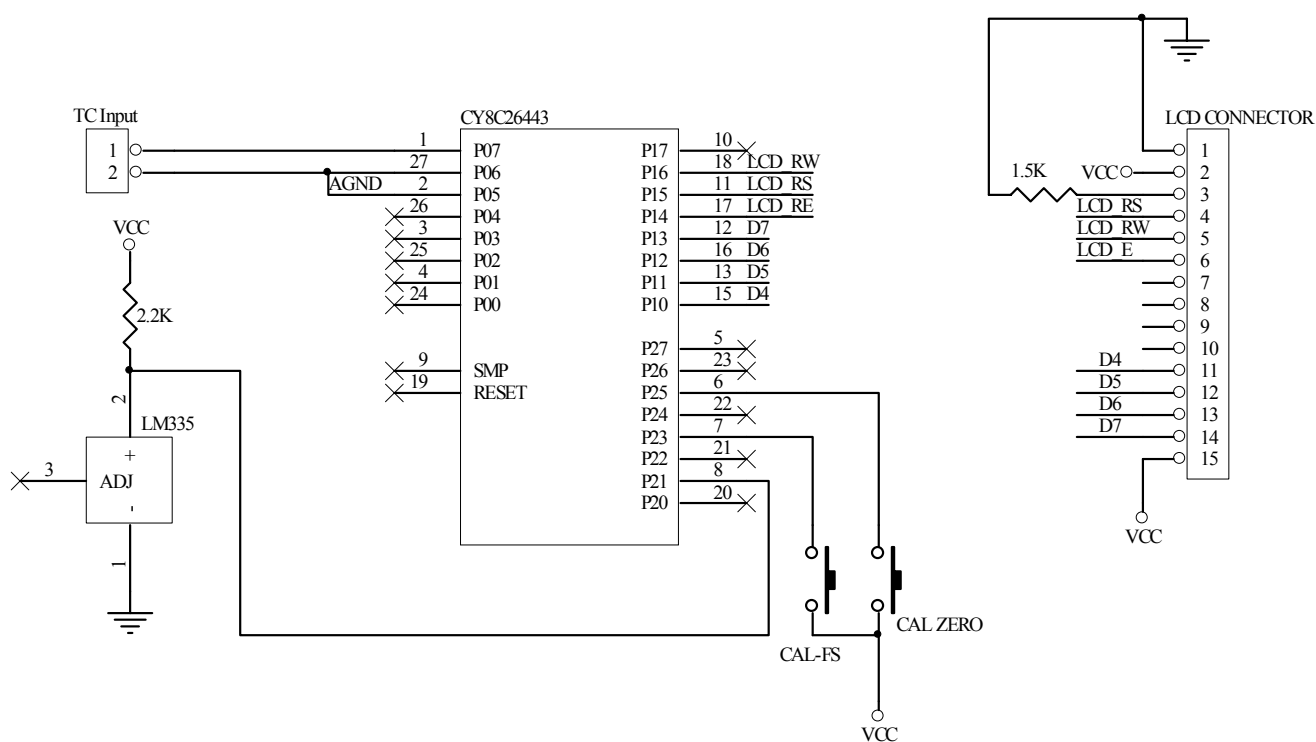 TC Input
1
2
AGND
VCC
2.2K
2
LM335
+
ADJ
-
3
1
CY8C26443
1 P07
27 P06
2 P05
26 P04
3 P03
25 P02
4 P01
24 P00
9 SMP
19 RESET
P17 10
P16 18 LCD_RW
P15 11 LCD_RS
P14 17 LCD_RE
P13 12 D7
P12 16 D6
P11 13 D5
P10 15 D4
P27 5
P26 23
P25 6
P24 22
P23 7
P22 21
P21 8
P20 20
CAL-FS
CAL ZERO
VCC
LCD CONNECTOR
1
VCC 2
1.5K 3
LCD_RS 4
LCD_RW 5
LCD_E 6
7
8
9
10
D4 11
D5 12
D6 13
D7 14
15
VCC